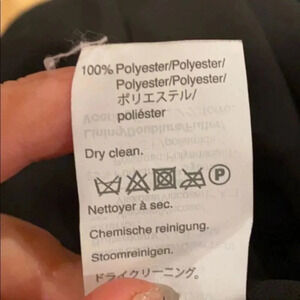 100% Polyester/Polyester/
Polyester/Polyester/
ポリエステル/
poliéster
Dry clean.
P
Nettoyer à sec.
Chemische reinigung.
Stoomreinigen.
ドライクリーニング。